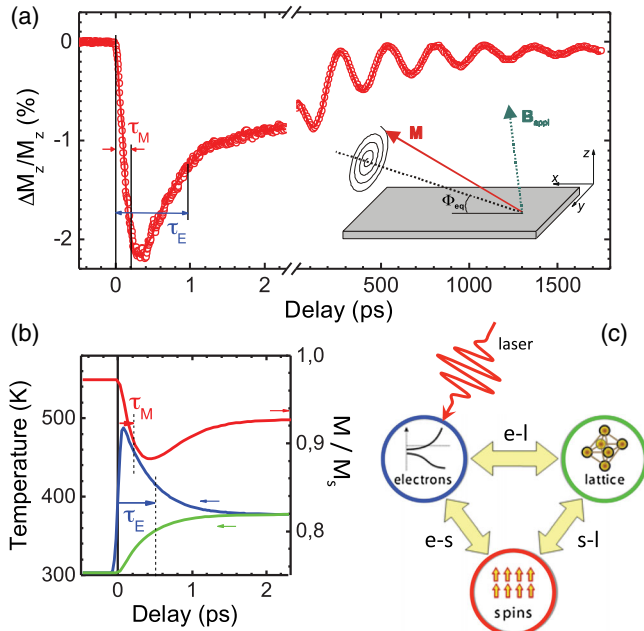 (a)
ΔM_z/M_z (%)
0
-1
-2
τ_M
τ_E
M
B_appl
Φ_eq
x
y
z
0 1 2 500 1000 1500
Delay (ps)
(b)
Temperature (K)
500
450
400
350
300
τ_M
τ_E
1,0
0,9
0,8
M / M_s
0 1 2
Delay (ps)
(c)
laser
electrons
e-l
lattice
e-s
s-l
spins